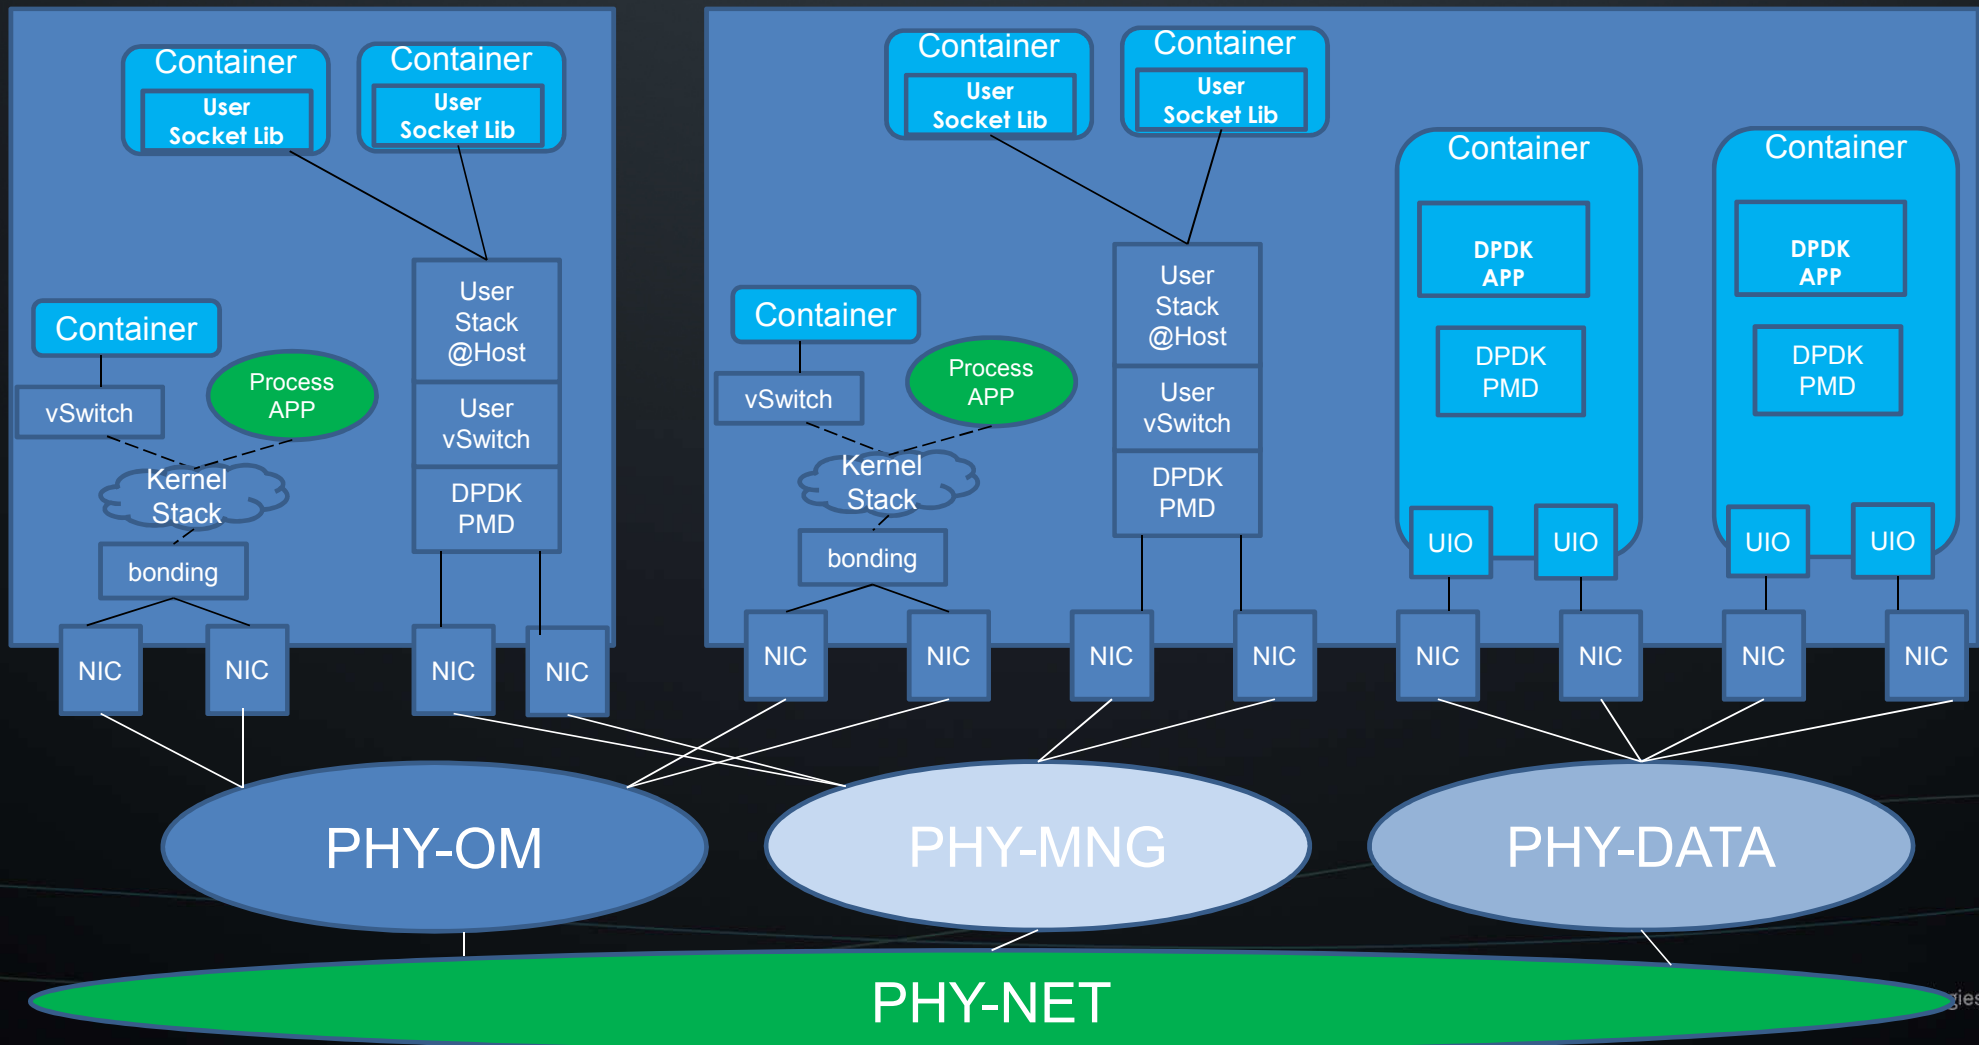 Container
User
Socket Lib
Container
User
Socket Lib
Container
vSwitch
Process
APP
Kernel
Stack
bonding
User
Stack
@Host
User
vSwitch
DPDK
PMD
NIC
NIC
NIC
NIC
Container
User
Socket Lib
Container
User
Socket Lib
Container
vSwitch
Process
APP
Kernel
Stack
bonding
User
Stack
@Host
User
vSwitch
DPDK
PMD
Container
DPDK
APP
DPDK
PMD
UIO
UIO
Container
DPDK
APP
DPDK
PMD
UIO
UIO
NIC
NIC
NIC
NIC
NIC
NIC
NIC
NIC
PHY-OM
PHY-MNG
PHY-DATA
PHY-NET